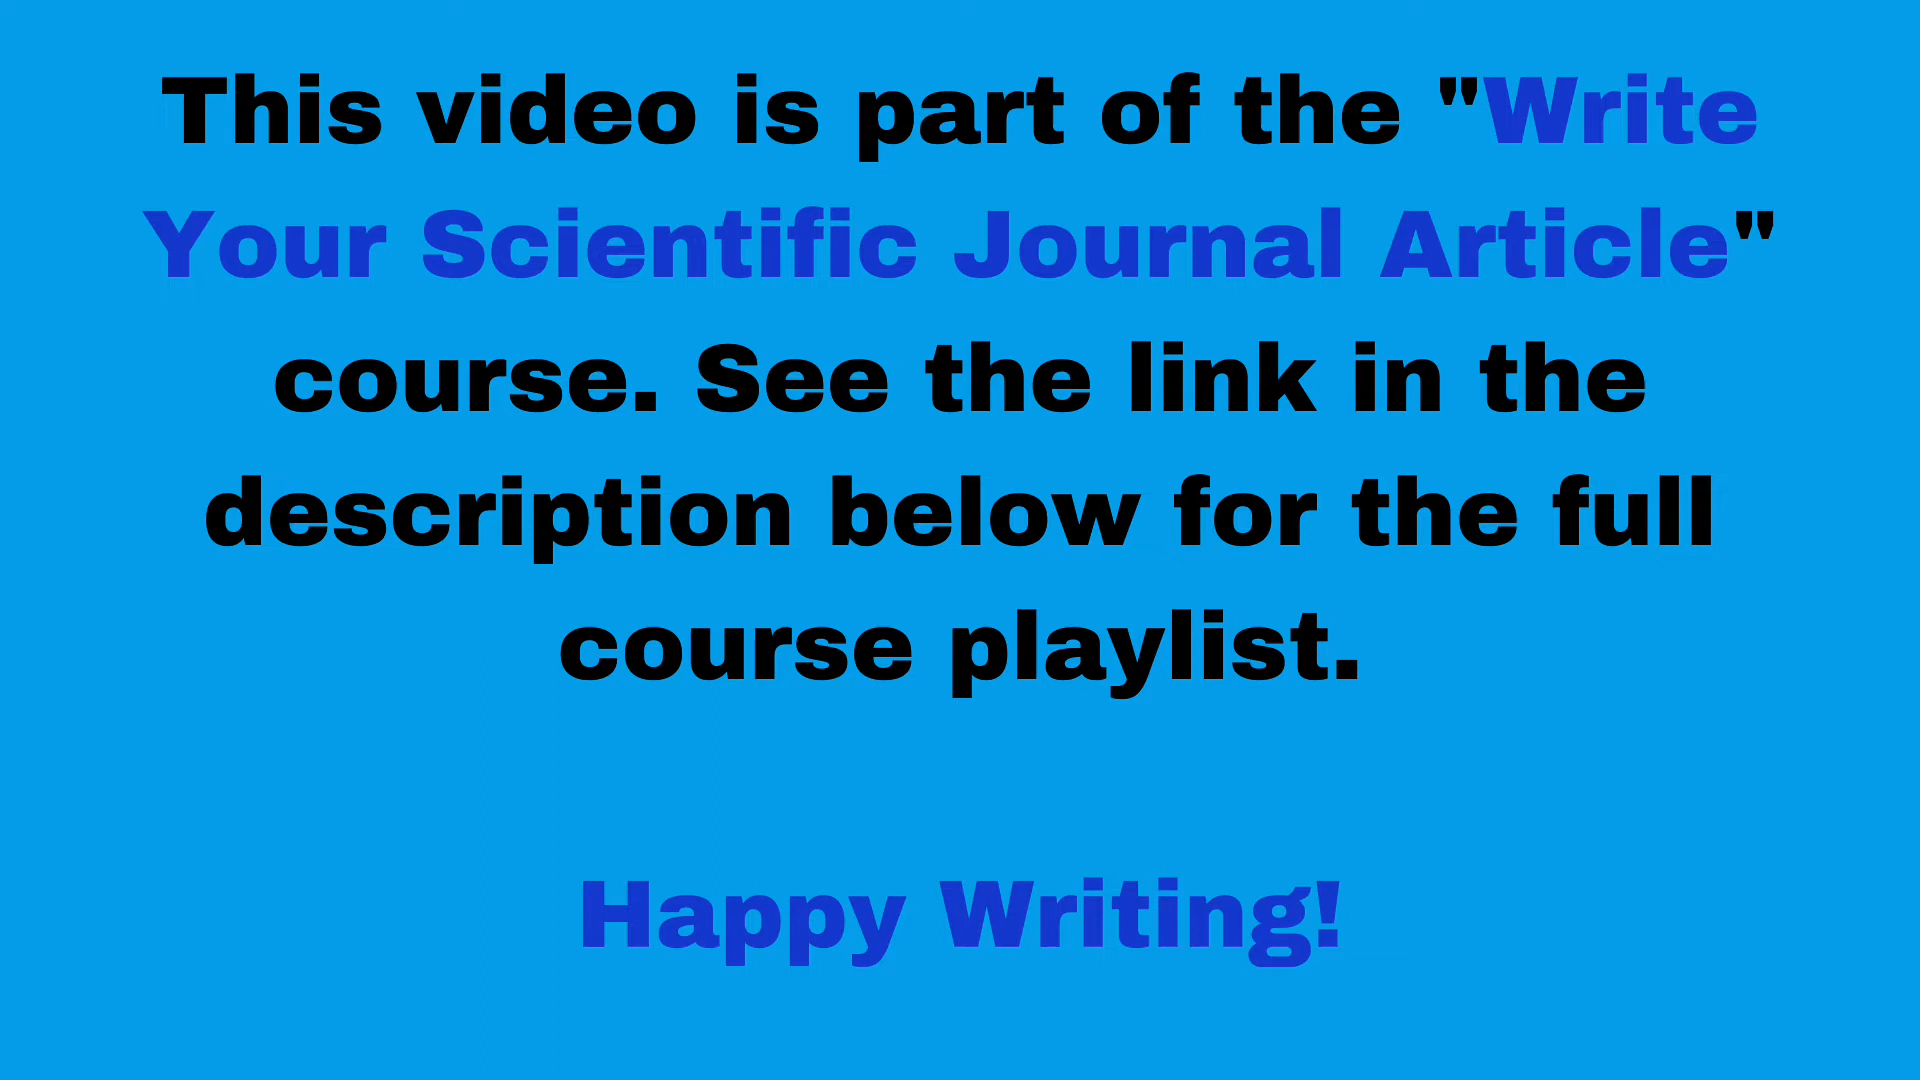 This video is part of the "Write
Your Scientific Journal Article"
course. See the link in the
description below for the full
course playlist.
Happy Writing!